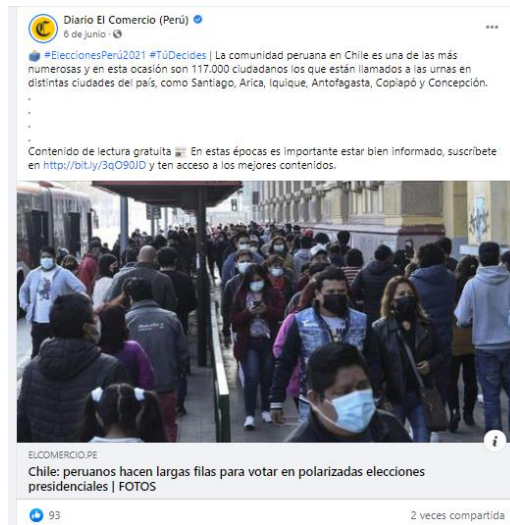 Diario El Comercio (Perú)
6 de junio ·
#EleccionesPerú2021 #TúDecides | La comunidad peruana en Chile es una de las más
numerosas y en esta ocasión son 117.000 ciudadanos los que están llamados a las urnas en
distintas ciudades del país, como Santiago, Arica, Iquique, Antofagasta, Copiapó y Concepción.
.
.
.
.
Contenido de lectura gratuita 📰 En estas épocas es importante estar bien informado, suscríbete
en http://bit.ly/3qO90JD y ten acceso a los mejores contenidos.
ELCOMERCIO.PE
Chile: peruanos hacen largas filas para votar en polarizadas elecciones
presidenciales | FOTOS
93
2 veces compartida